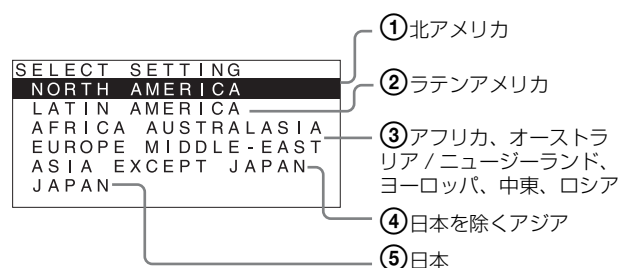 SELECT SETTING
NORTH AMERICA
LATIN AMERICA
AFRICA AUSTRALASIA
EUROPE MIDDLE-EAST
ASIA EXCEPT JAPAN
JAPAN
①北アメリカ
②ラテンアメリカ
③アフリカ、オーストラ
リア / ニュージーランド、
ヨーロッパ、中東、ロシア
④日本を除くアジア
⑤日本